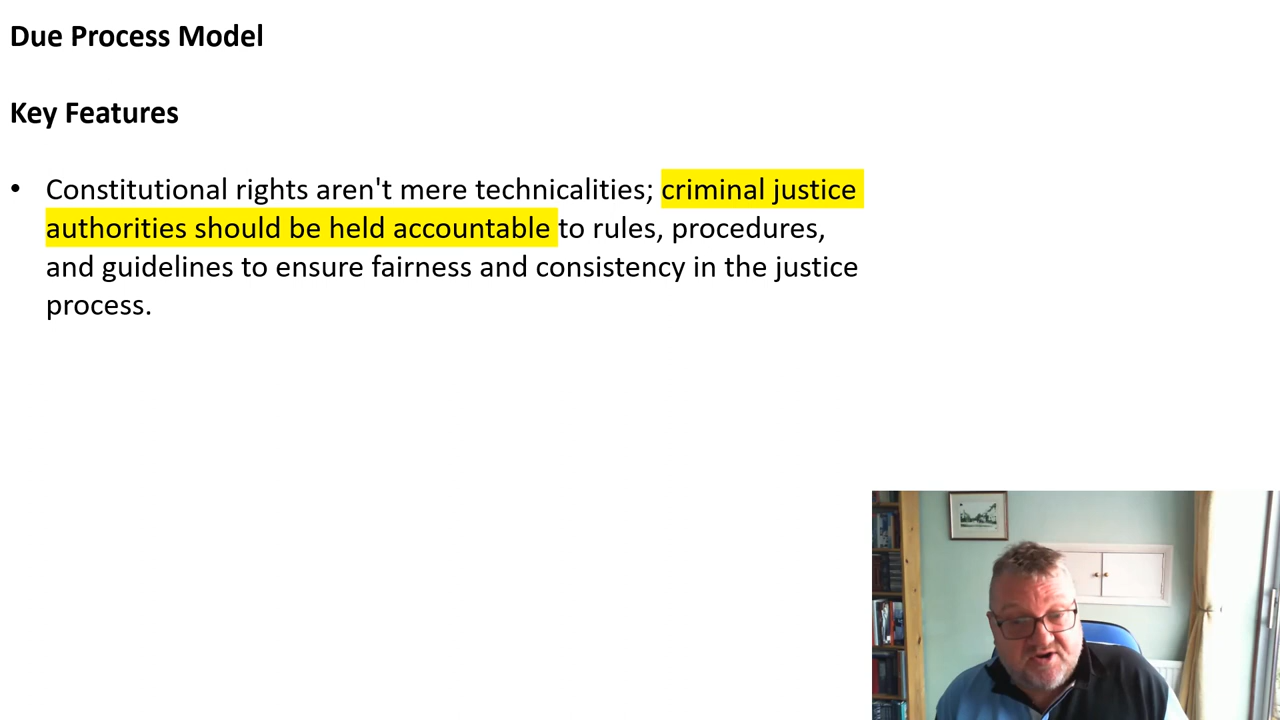 Due Process Model
Key Features
• Constitutional rights aren't mere technicalities; criminal justice
authorities should be held accountable to rules, procedures,
and guidelines to ensure fairness and consistency in the justice
process.